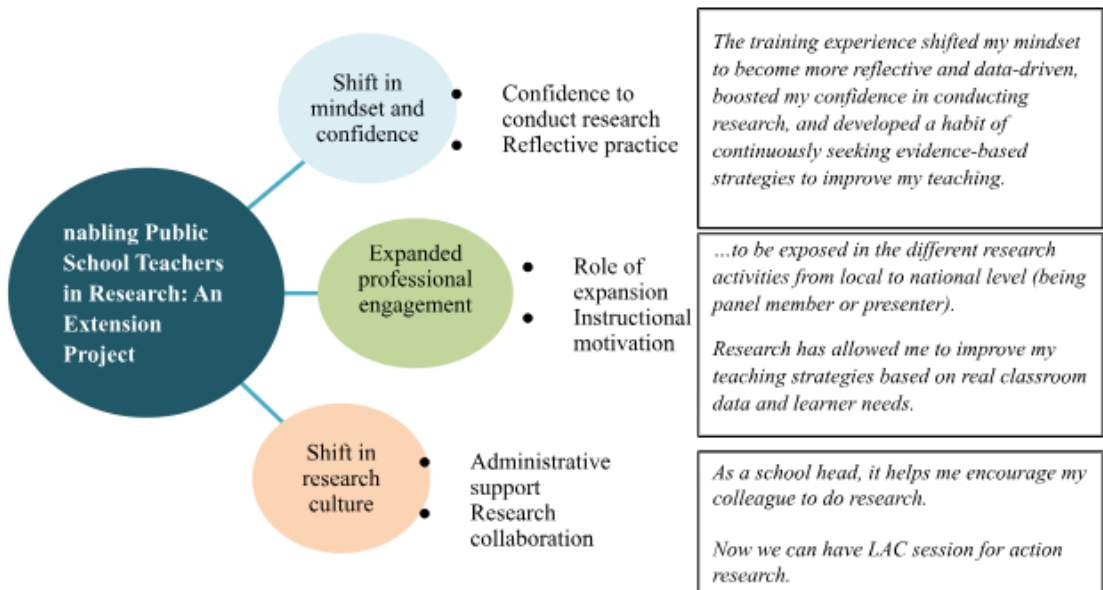 nabling Public
School Teachers
in Research: An
Extension
Project
Shift in
mindset and
confidence
• Confidence to
conduct research
• Reflective practice
The training experience shifted my mindset
to become more reflective and data-driven,
boosted my confidence in conducting
research, and developed a habit of
continuously seeking evidence-based
strategies to improve my teaching.
Expanded
professional
engagement
• Role of
expansion
• Instructional
motivation
…to be exposed in the different research
activities from local to national level (being
panel member or presenter).
Research has allowed me to improve my
teaching strategies based on real classroom
data and learner needs.
Shift in
research
culture
• Administrative
support
• Research
collaboration
As a school head, it helps me encourage my
colleague to do research.
Now we can have LAC session for action
research.